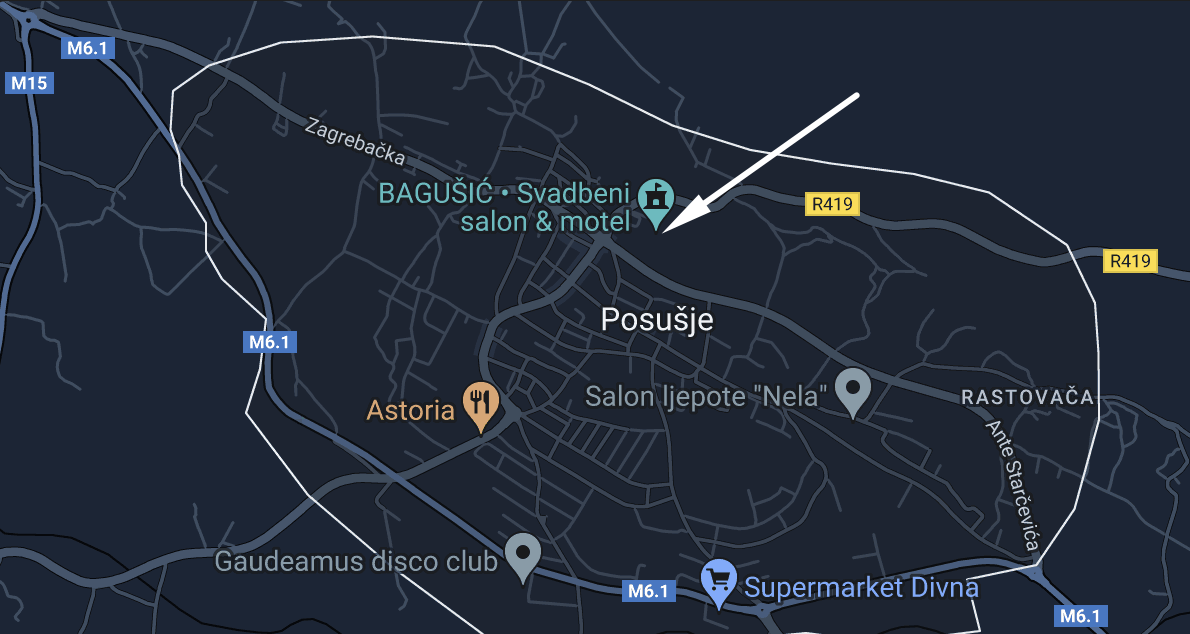 M6.1
M15
Zagrebačka
BAGUŠIĆ • Svadbeni
salon & motel
R419
R419
Posušje
M6.1
Salon ljepote "Nela"
RASTOVAČA
Astoria
Ante Starčevića
Gaudeamus disco club
M6.1
Supermarket Divna
M6.1